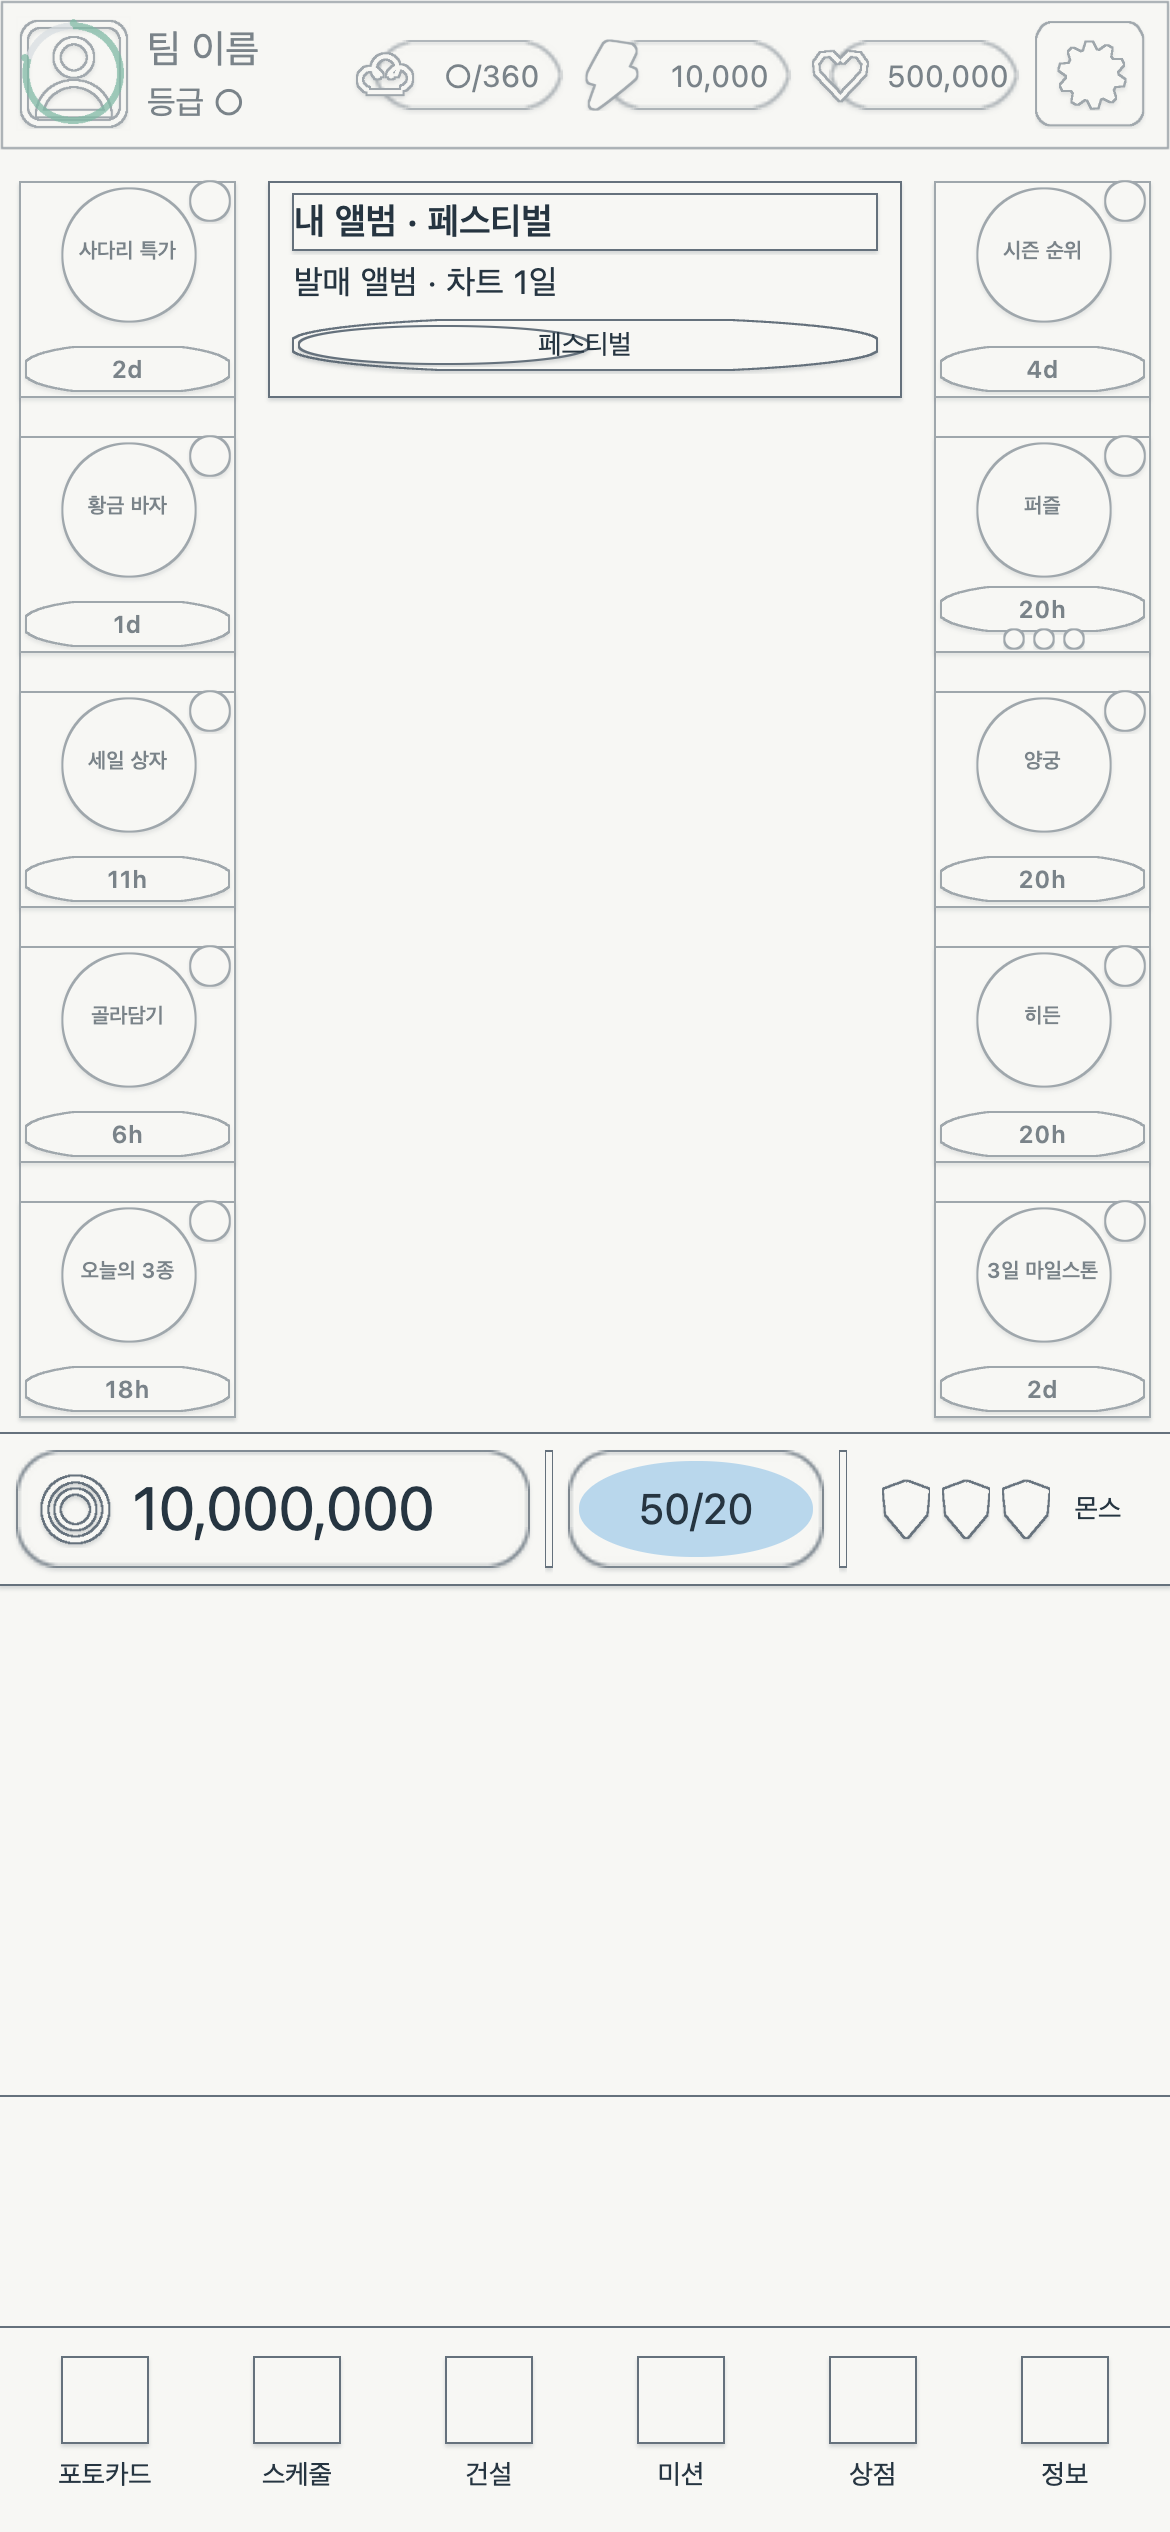 팀 이름
등급 O
O/360
10,000
500,000
내 앨범 · 페스티벌
발매 앨범 · 차트 1일
페스티벌
사다리 특가
2d
황금 바자
1d
세일 상자
11h
골라담기
6h
오늘의 3종
18h
시즌 순위
4d
퍼즐
20h
양궁
20h
히든
20h
3일 마일스톤
2d
10,000,000
50/20
몬스
포토카드
스케줄
건설
미션
상점
정보